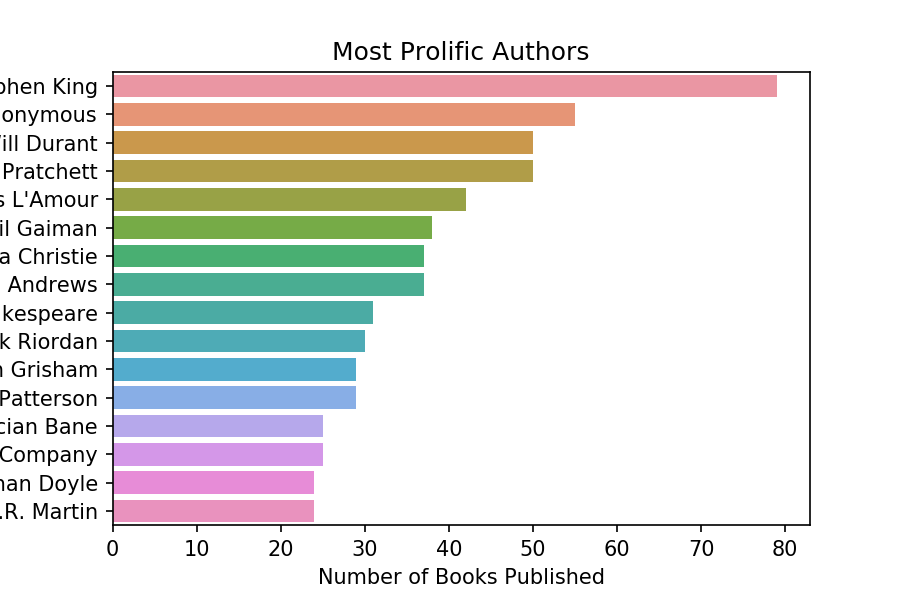 Most Prolific Authors
phen King
onymous
ill Durant
Pratchett
s L'Amour
il Gaiman
a Christie
Andrews
kespeare
k Riordan
n Grisham
Patterson
cian Bane
Company
nan Doyle
.R. Martin
0 10 20 30 40 50 60 70 80
Number of Books Published